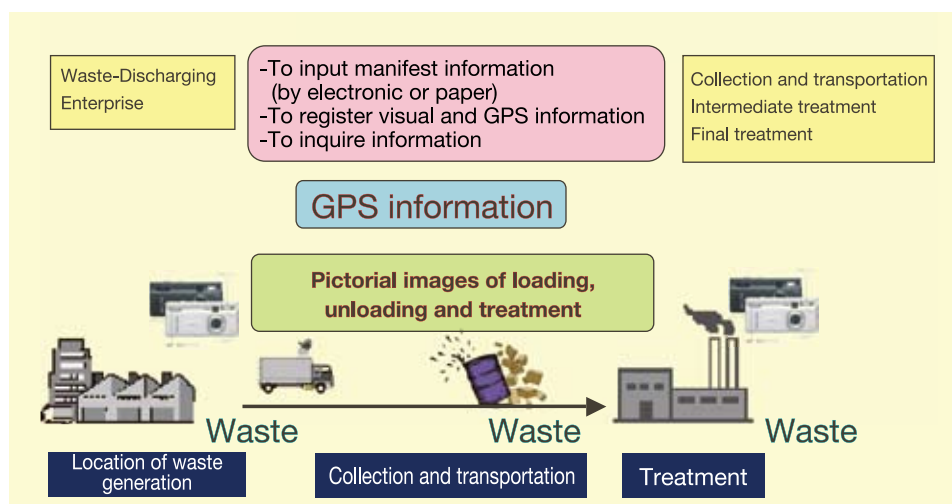 Waste-Discharging
Enterprise
-To input manifest information
(by electronic or paper)
-To register visual and GPS information
-To inquire information
Collection and transportation
Intermediate treatment
Final treatment
GPS information
Pictorial images of loading,
unloading and treatment
Waste
Waste
Waste
Location of waste
generation
Collection and transportation
Treatment